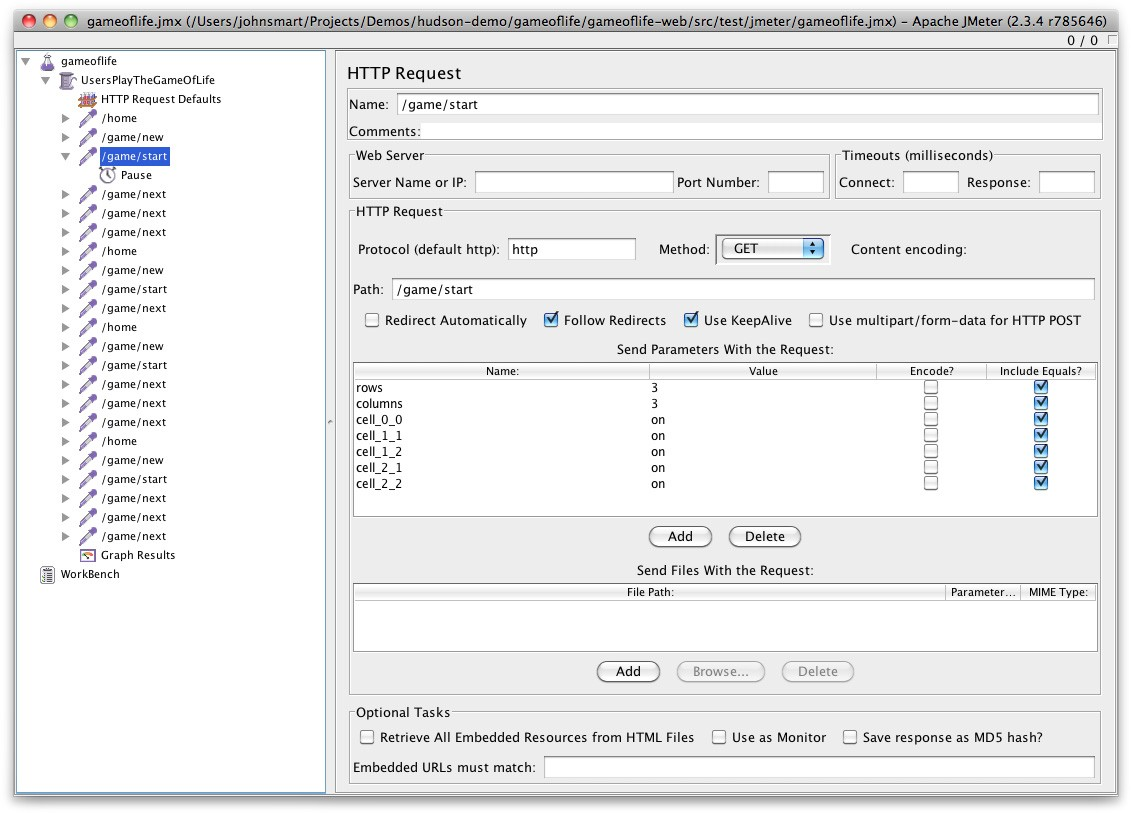 gameoflife.jmx (/Users/johnsmart/Projects/Demos/hudson-demo/gameoflife/gameoflife-web/src/test/jmeter/gameoflife.jmx) – Apache JMeter (2.3.4 r785646)
0 / 0
gameoflife
UsersPlayTheGameOfLife
HTTP Request Defaults
/home
/game/new
/game/start
Pause
/game/next
/game/next
/game/next
/home
/game/new
/game/start
/game/next
/home
/game/new
/game/start
/game/next
/game/next
/game/next
/home
/game/new
/game/start
/game/next
/game/next
/game/next
Graph Results
WorkBench
HTTP Request
Name: /game/start
Comments:
Web Server
Server Name or IP: Port Number:
Timeouts (milliseconds)
Connect: Response:
HTTP Request
Protocol (default http): http Method: GET Content encoding:
Path: /game/start
Redirect Automatically Follow Redirects Use KeepAlive Use multipart/form-data for HTTP POST
Send Parameters With the Request:
Name: Value Encode? Include Equals?
rows 3
columns 3
cell_0_0 on
cell_1_1 on
cell_1_2 on
cell_2_1 on
cell_2_2 on
Add Delete
Send Files With the Request:
File Path: Parameter... MIME Type:
Add Browse... Delete
Optional Tasks
Retrieve All Embedded Resources from HTML Files Use as Monitor Save response as MD5 hash?
Embedded URLs must match: